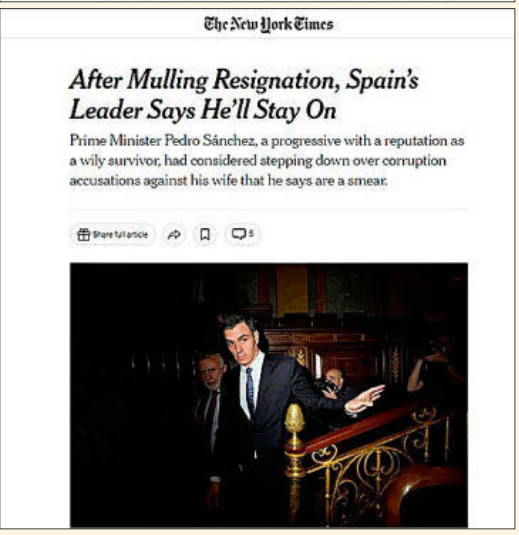 The New York Times
After Mulling Resignation, Spain's
Leader Says He'll Stay On
Prime Minister Pedro Sánchez, a progressive with a reputation as
a wily survivor, had considered stepping down over corruption
accusations against his wife that he says are a smear.
Share full article
5